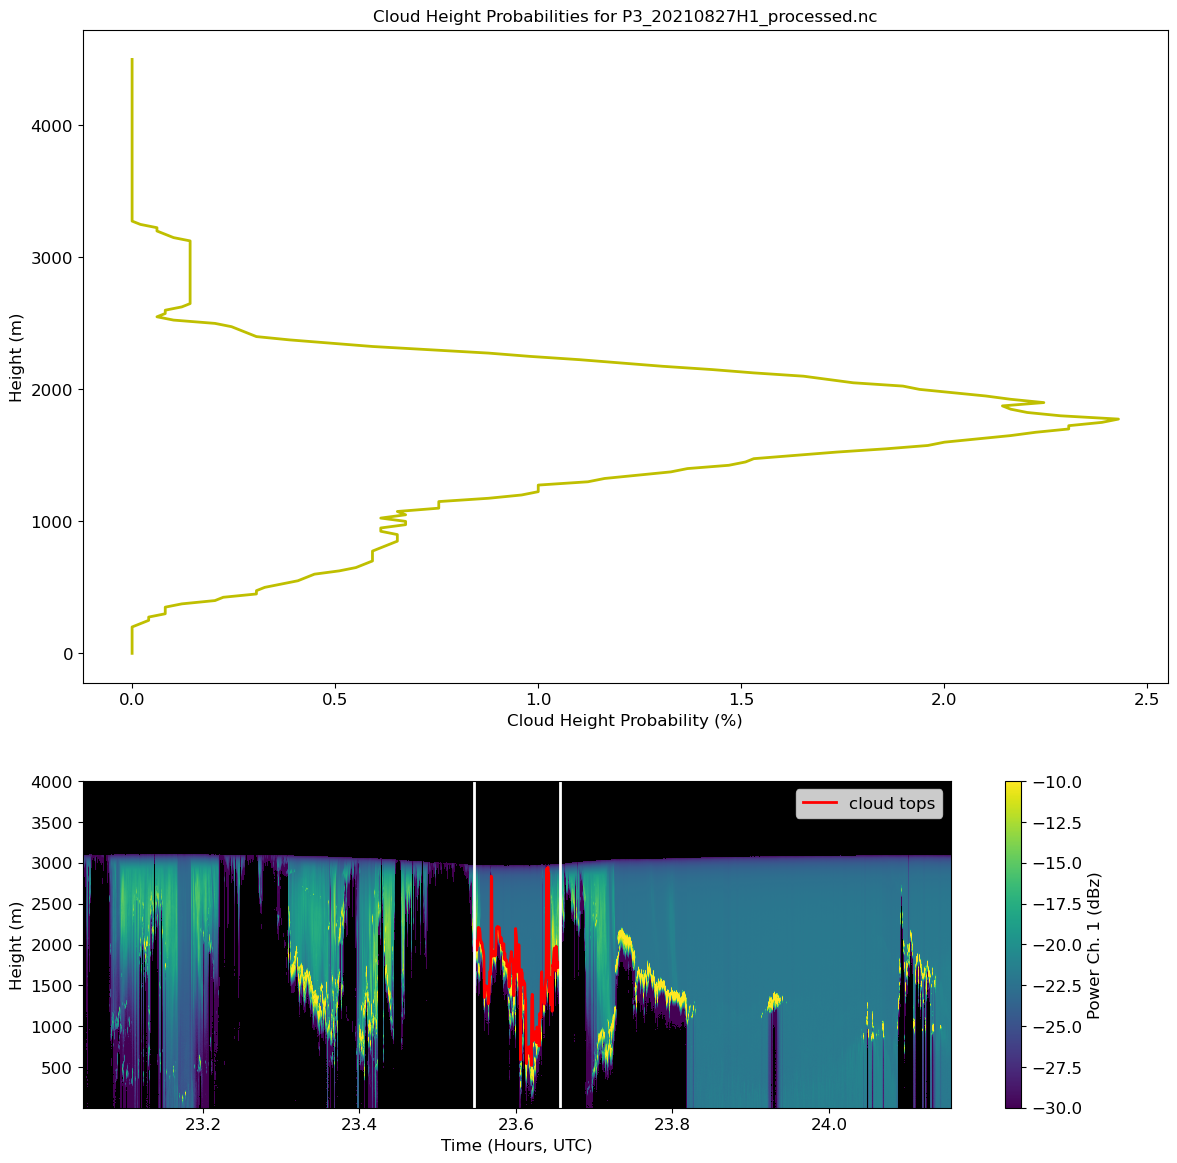 Cloud Height Probabilities for P3_20210827H1_processed.nc
4000
3000
2000
1000
0
Height (m)
0.0 0.5 1.0 1.5 2.0 2.5
Cloud Height Probability (%)
4000
3500
3000
2500
2000
1500
1000
500
Height (m)
cloud tops
23.2 23.4 23.6 23.8 24.0
Time (Hours, UTC)
−10.0
−12.5
−15.0
−17.5
−20.0
−22.5
−25.0
−27.5
−30.0
Power Ch. 1 (dBz)